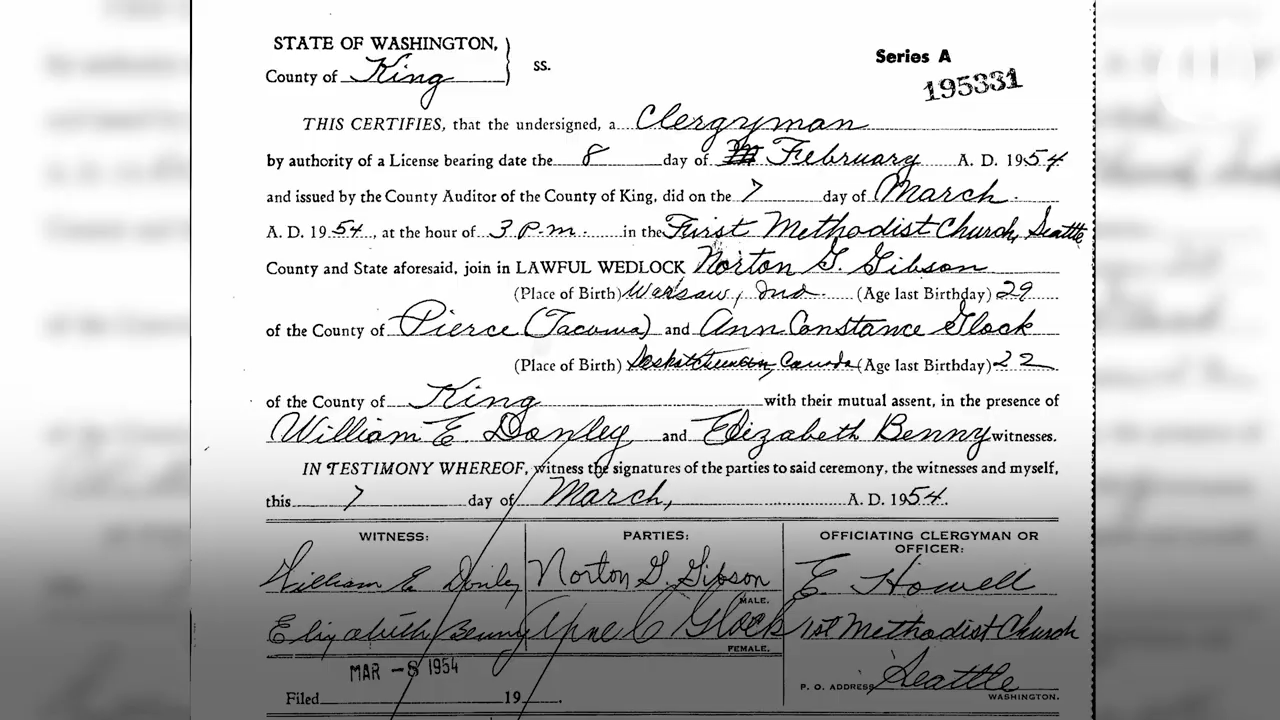 STATE OF WASHINGTON,
County of King ss.
Series A
195331
THIS CERTIFIES, that the undersigned, a Clergyman
by authority of a License bearing date the 8 day of February A. D. 1954
and issued by the County Auditor of the County of King, did on the 7 day of March
A. D. 1954, at the hour of 3 p.m. in the First Methodist Church, Seattle
County and State aforesaid, join in LAWFUL WEDLOCK Norton G. Gibson
(Place of Birth) Warsaw, Ind. (Age last Birthday) 29
of the County of Pierce (Tacoma) and Ann Constance Glock
(Place of Birth) Saskatchewan, Canada (Age last Birthday) 22
of the County of King with their mutual assent, in the presence of
William E Donley and Elizabeth Benny witnesses.
IN TESTIMONY WHEREOF, witness the signatures of the parties to said ceremony, the witnesses and myself,
this 7 day of March, A. D. 1954.
WITNESS: PARTIES: OFFICIATING CLERGYMAN OR OFFICER:
William E. Donley Norton G. Gibson E. Howell
MALE.
Elizabeth Benny Anne C Glock 1st Methodist Church
FEMALE.
MAR -8 1954
P. O. ADDRESS Seattle
WASHINGTON.
Filed 19 .